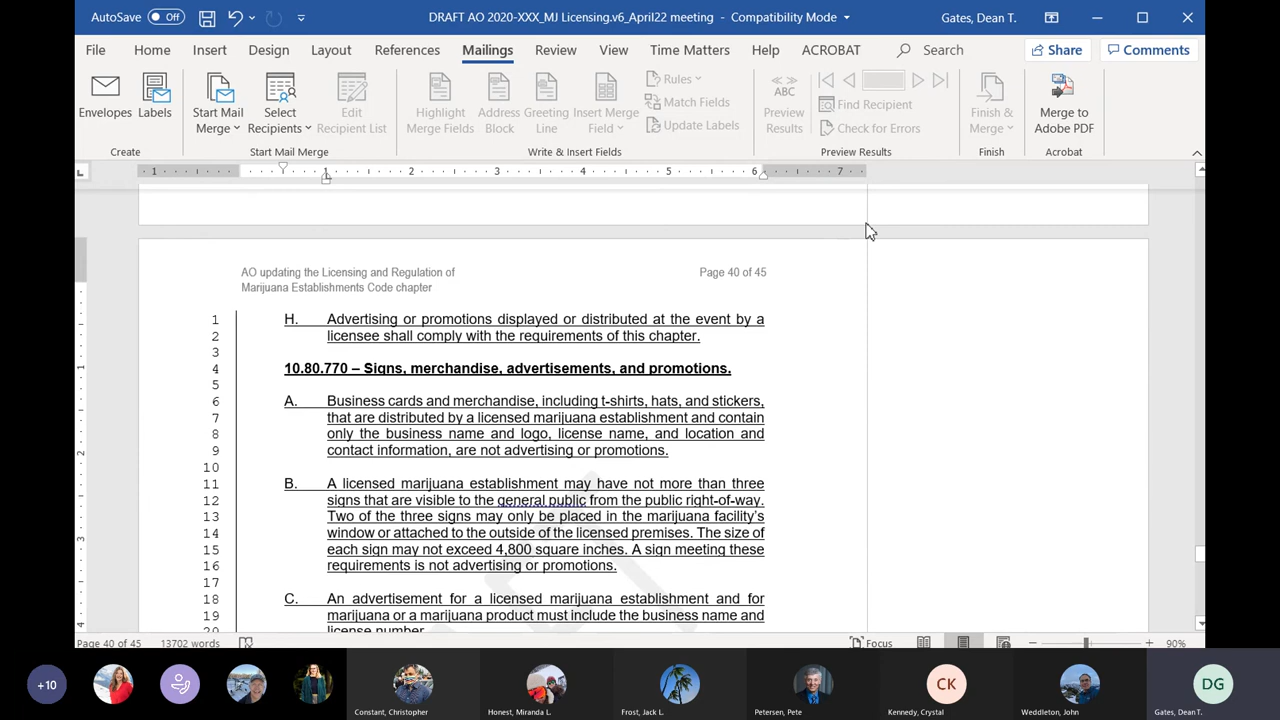 AutoSave Off DRAFT AO 2020-XXX_MJ Licensing.v6_April22 meeting - Compatibility Mode Gates, Dean T.
File Home Insert Design Layout References Mailings Review View Time Matters Help ACROBAT Search Share Comments
Envelopes Labels
Start Mail Merge
Select Recipients
Edit Recipient List
Highlight Merge Fields
Address Block
Greeting Line
Insert Merge Field
Rules
Match Fields
Update Labels
ABC
Preview Results
Find Recipient
Check for Errors
Finish & Merge
Merge to Adobe PDF
Create Start Mail Merge Write & Insert Fields Preview Results Finish Acrobat
1 1 2 3 4 5 6 7
AO updating the Licensing and Regulation of Page 40 of 45
Marijuana Establishments Code chapter
1 H. Advertising or promotions displayed or distributed at the event by a
2 licensee shall comply with the requirements of this chapter.
3
4 10.80.770 – Signs, merchandise, advertisements, and promotions.
5
6 A. Business cards and merchandise, including t-shirts, hats, and stickers,
7 that are distributed by a licensed marijuana establishment and contain
8 only the business name and logo, license name, and location and
9 contact information, are not advertising or promotions.
10
11 B. A licensed marijuana establishment may have not more than three
12 signs that are visible to the general public from the public right-of-way.
13 Two of the three signs may only be placed in the marijuana facility's
14 window or attached to the outside of the licensed premises. The size of
15 each sign may not exceed 4,800 square inches. A sign meeting these
16 requirements is not advertising or promotions.
17
18 C. An advertisement for a licensed marijuana establishment and for
19 marijuana or a marijuana product must include the business name and
20 license number.
Page 40 of 45 13702 words Focus 90%
+10 CK DG
Constant, Christopher Honest, Miranda L. Frost, Jack L. Petersen, Pete Kennedy, Crystal Weddleton, John Gates, Dean T.